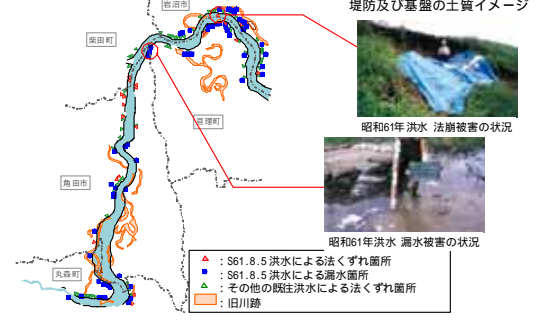 堤防及び基盤の土質イメージ
岩沼市
柴田町
亘理町
角田市
丸森町
昭和61年洪水 法崩被害の状況
昭和61年洪水 漏水被害の状況
：S61.8.5洪水による法くずれ箇所
：S61.8.5洪水による漏水箇所
：その他の既往洪水による法くずれ箇所
：旧川跡